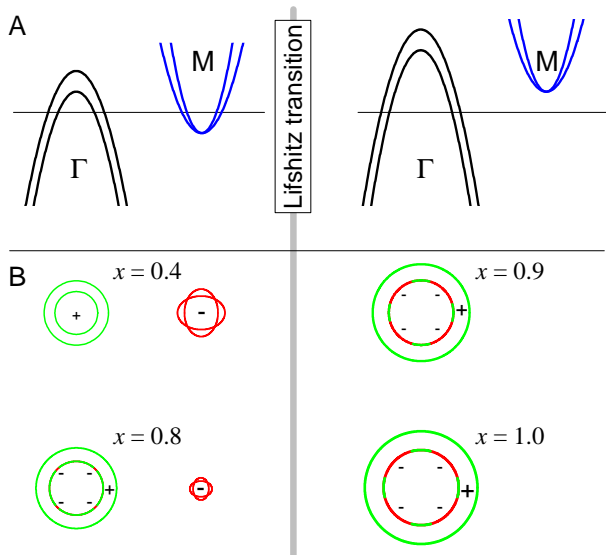 A
M
Γ
Lifshitz transition
M
Γ
B
x = 0.4
+
-
x = 0.9
- -
+
- -
x = 0.8
- -
+
- -
-
x = 1.0
- -
+
- -